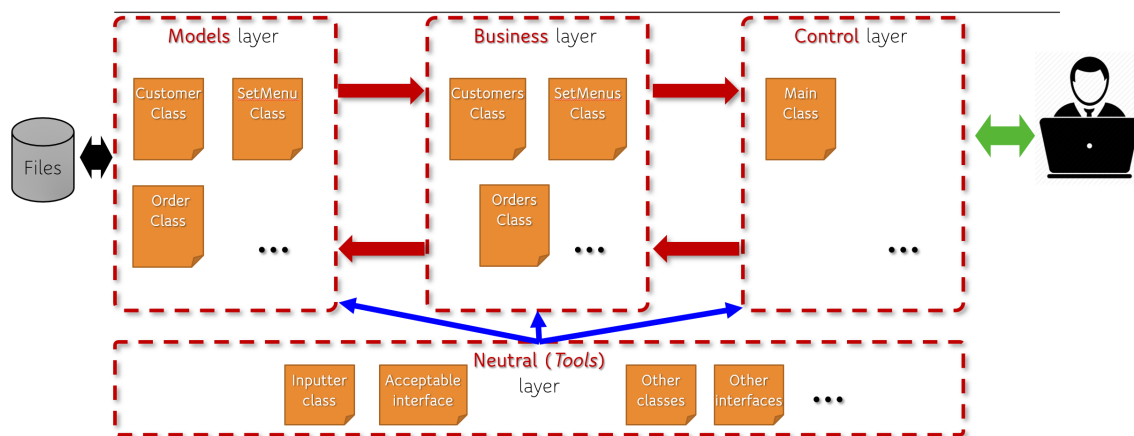 Models layer
Customer
Class
SetMenu
Class
Order
Class
...
Business layer
Customers
Class
SetMenus
Class
Orders
Class
...
Control layer
Main
Class
...
Files
Neutral (Tools)
layer
Inputter
class
Acceptable
interface
Other
classes
Other
interfaces
...